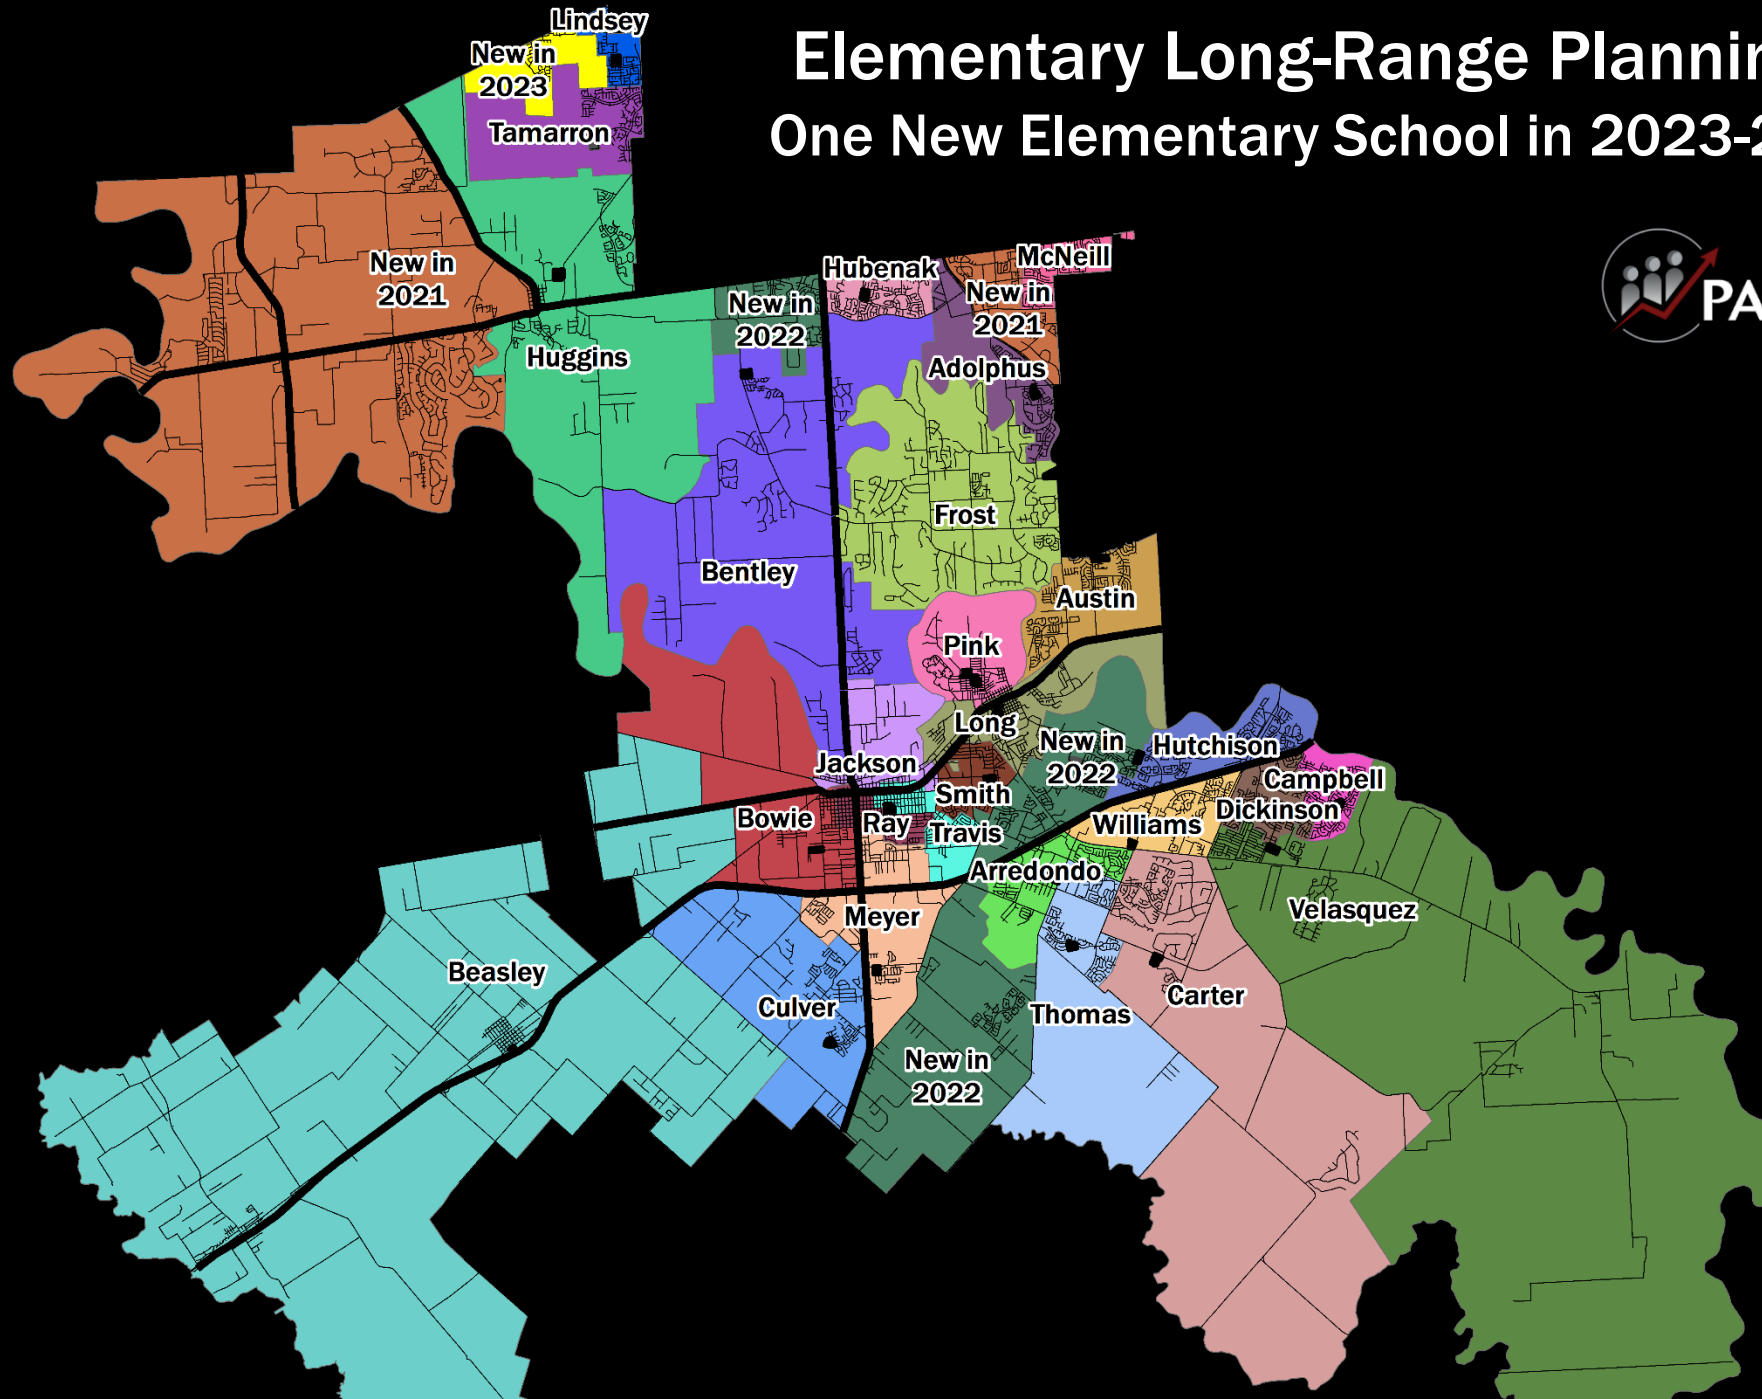 Elementary Long-Range Plannin
One New Elementary School in 2023-2
PA
Lindsey
New in
2023
Tamarron
New in
2021
Huggins
New in
2022
Hubenak
McNeill
New in
2021
Adolphus
Frost
Bentley
Austin
Pink
Long
New in
2022
Hutchison
Jackson
Campbell
Smith
Dickinson
Bowie
Ray
Travis
Williams
Arredondo
Meyer
Velasquez
Beasley
Culver
Thomas
Carter
New in
2022